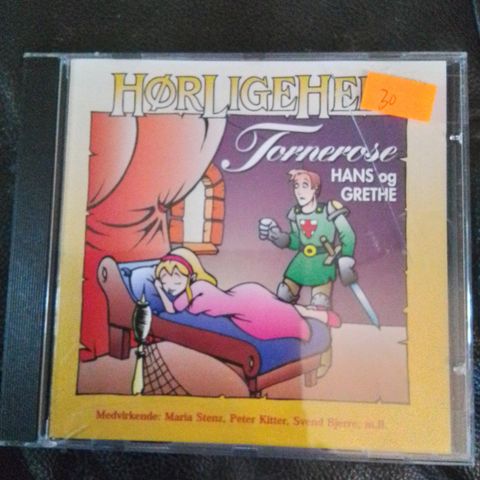 HØRLIGEHE
30
Tornerose
HANS og
GRETHE
Medvirkende: Maria Stenz, Peter Kitter, Svend Bjerre, m.fl.